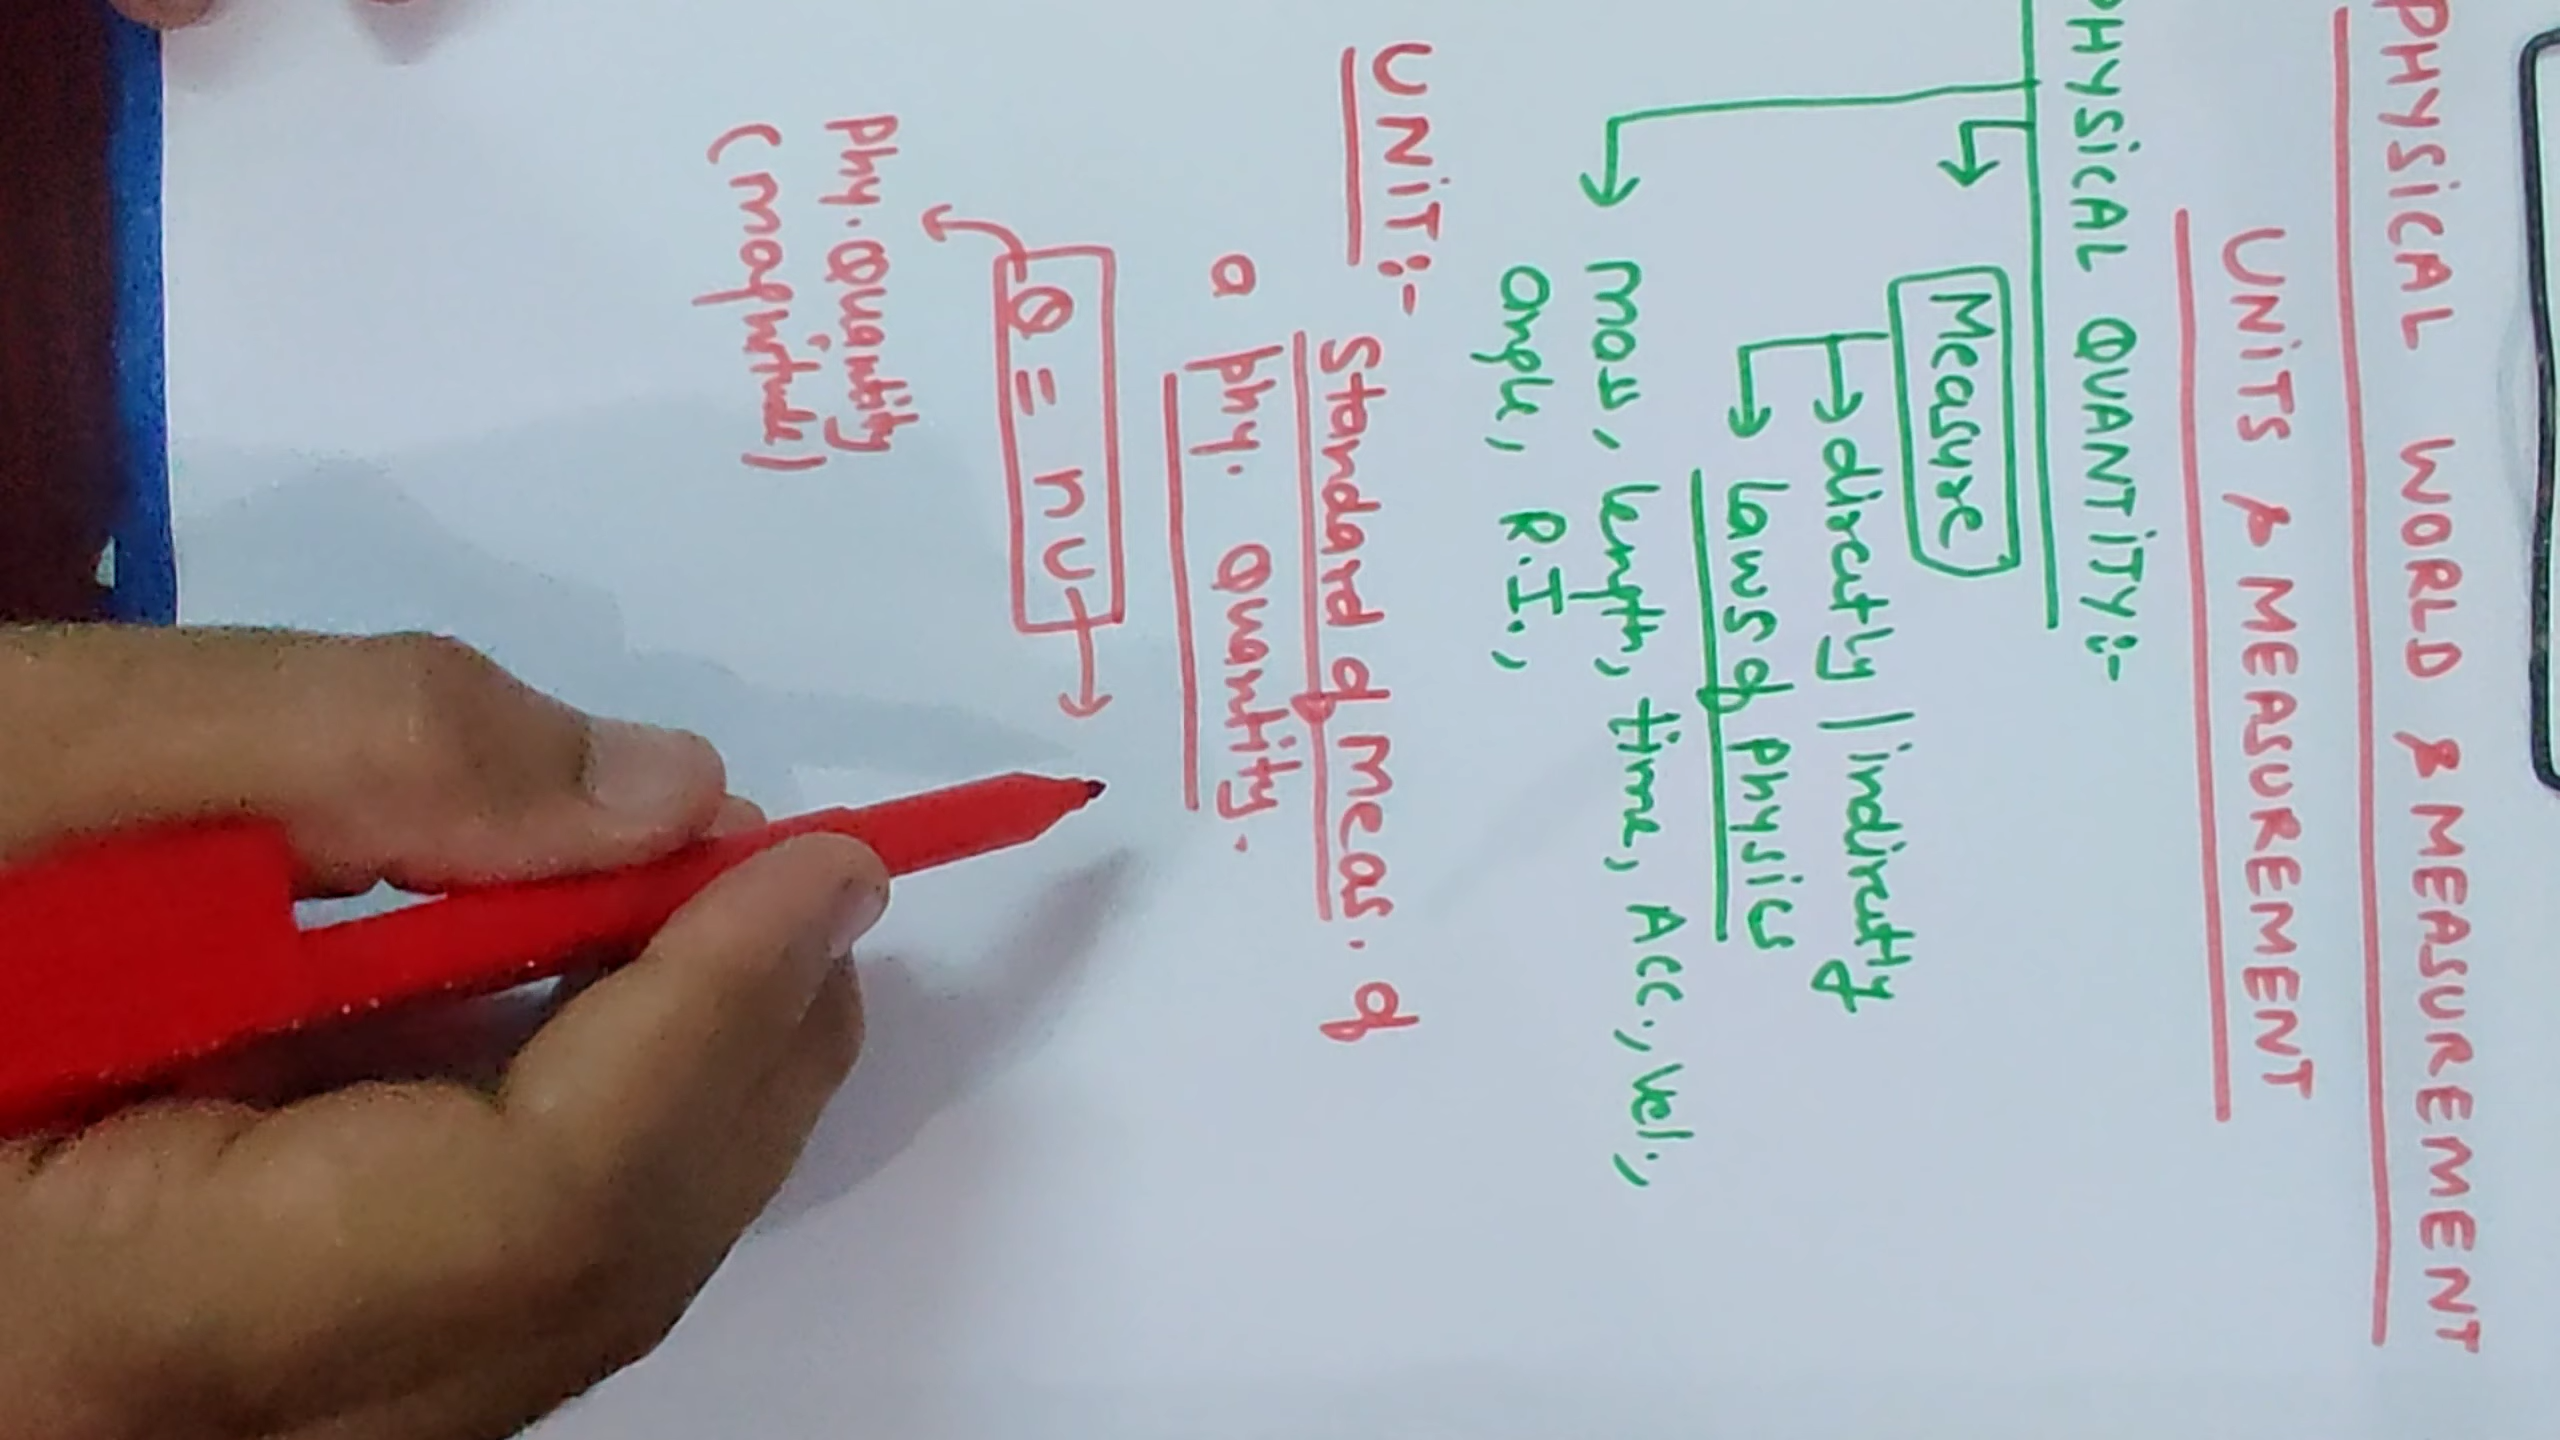 PHYSICAL WORLD & MEASUREMENT
UNITS & MEASUREMENT
PHYSICAL QUANTITY:-
Measure
directly | indirectly
laws of physics
mass, length, time, Acc., vel.,
angle, R.I.,
UNIT:- Standard of Meas. of
a phy. Quantity.
Q = nu
Phy. Quantity
(magnitude)